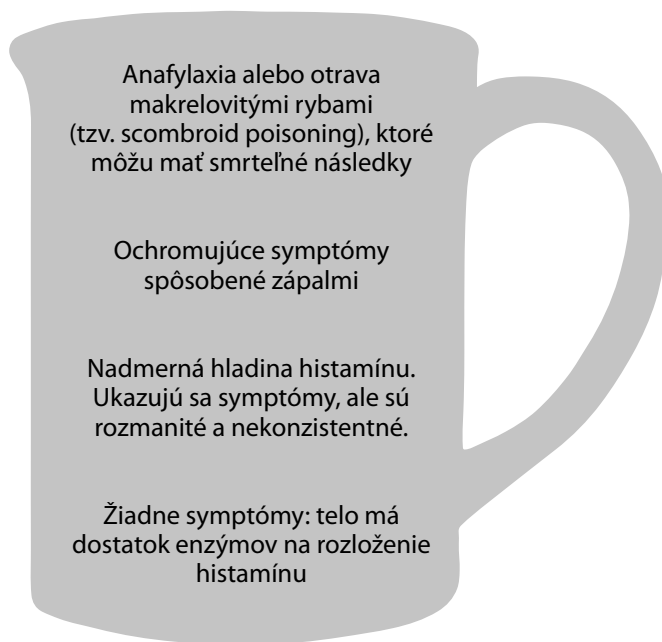 Anafylaxia alebo otrava
makrelovitými rybami
(tzv. scombroid poisoning), ktoré
môžu mať smrteľné následky
Ochromujúce symptómy
spôsobené zápalmi
Nadmerná hladina histamínu.
Ukazujú sa symptómy, ale sú
rozmanité a nekonzistentné.
Žiadne symptómy: telo má
dostatok enzýmov na rozloženie
histamínu